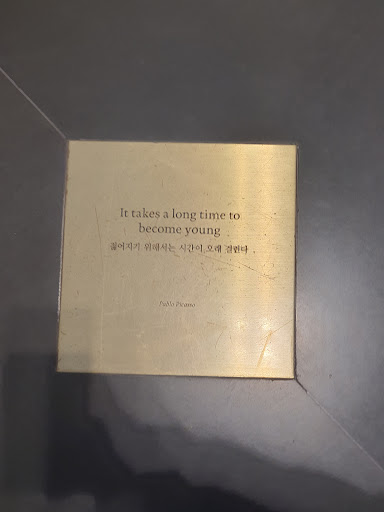 It takes a long time to
become young
젊어지기 위해서는 시간이 오래 걸린다
Pablo Picasso